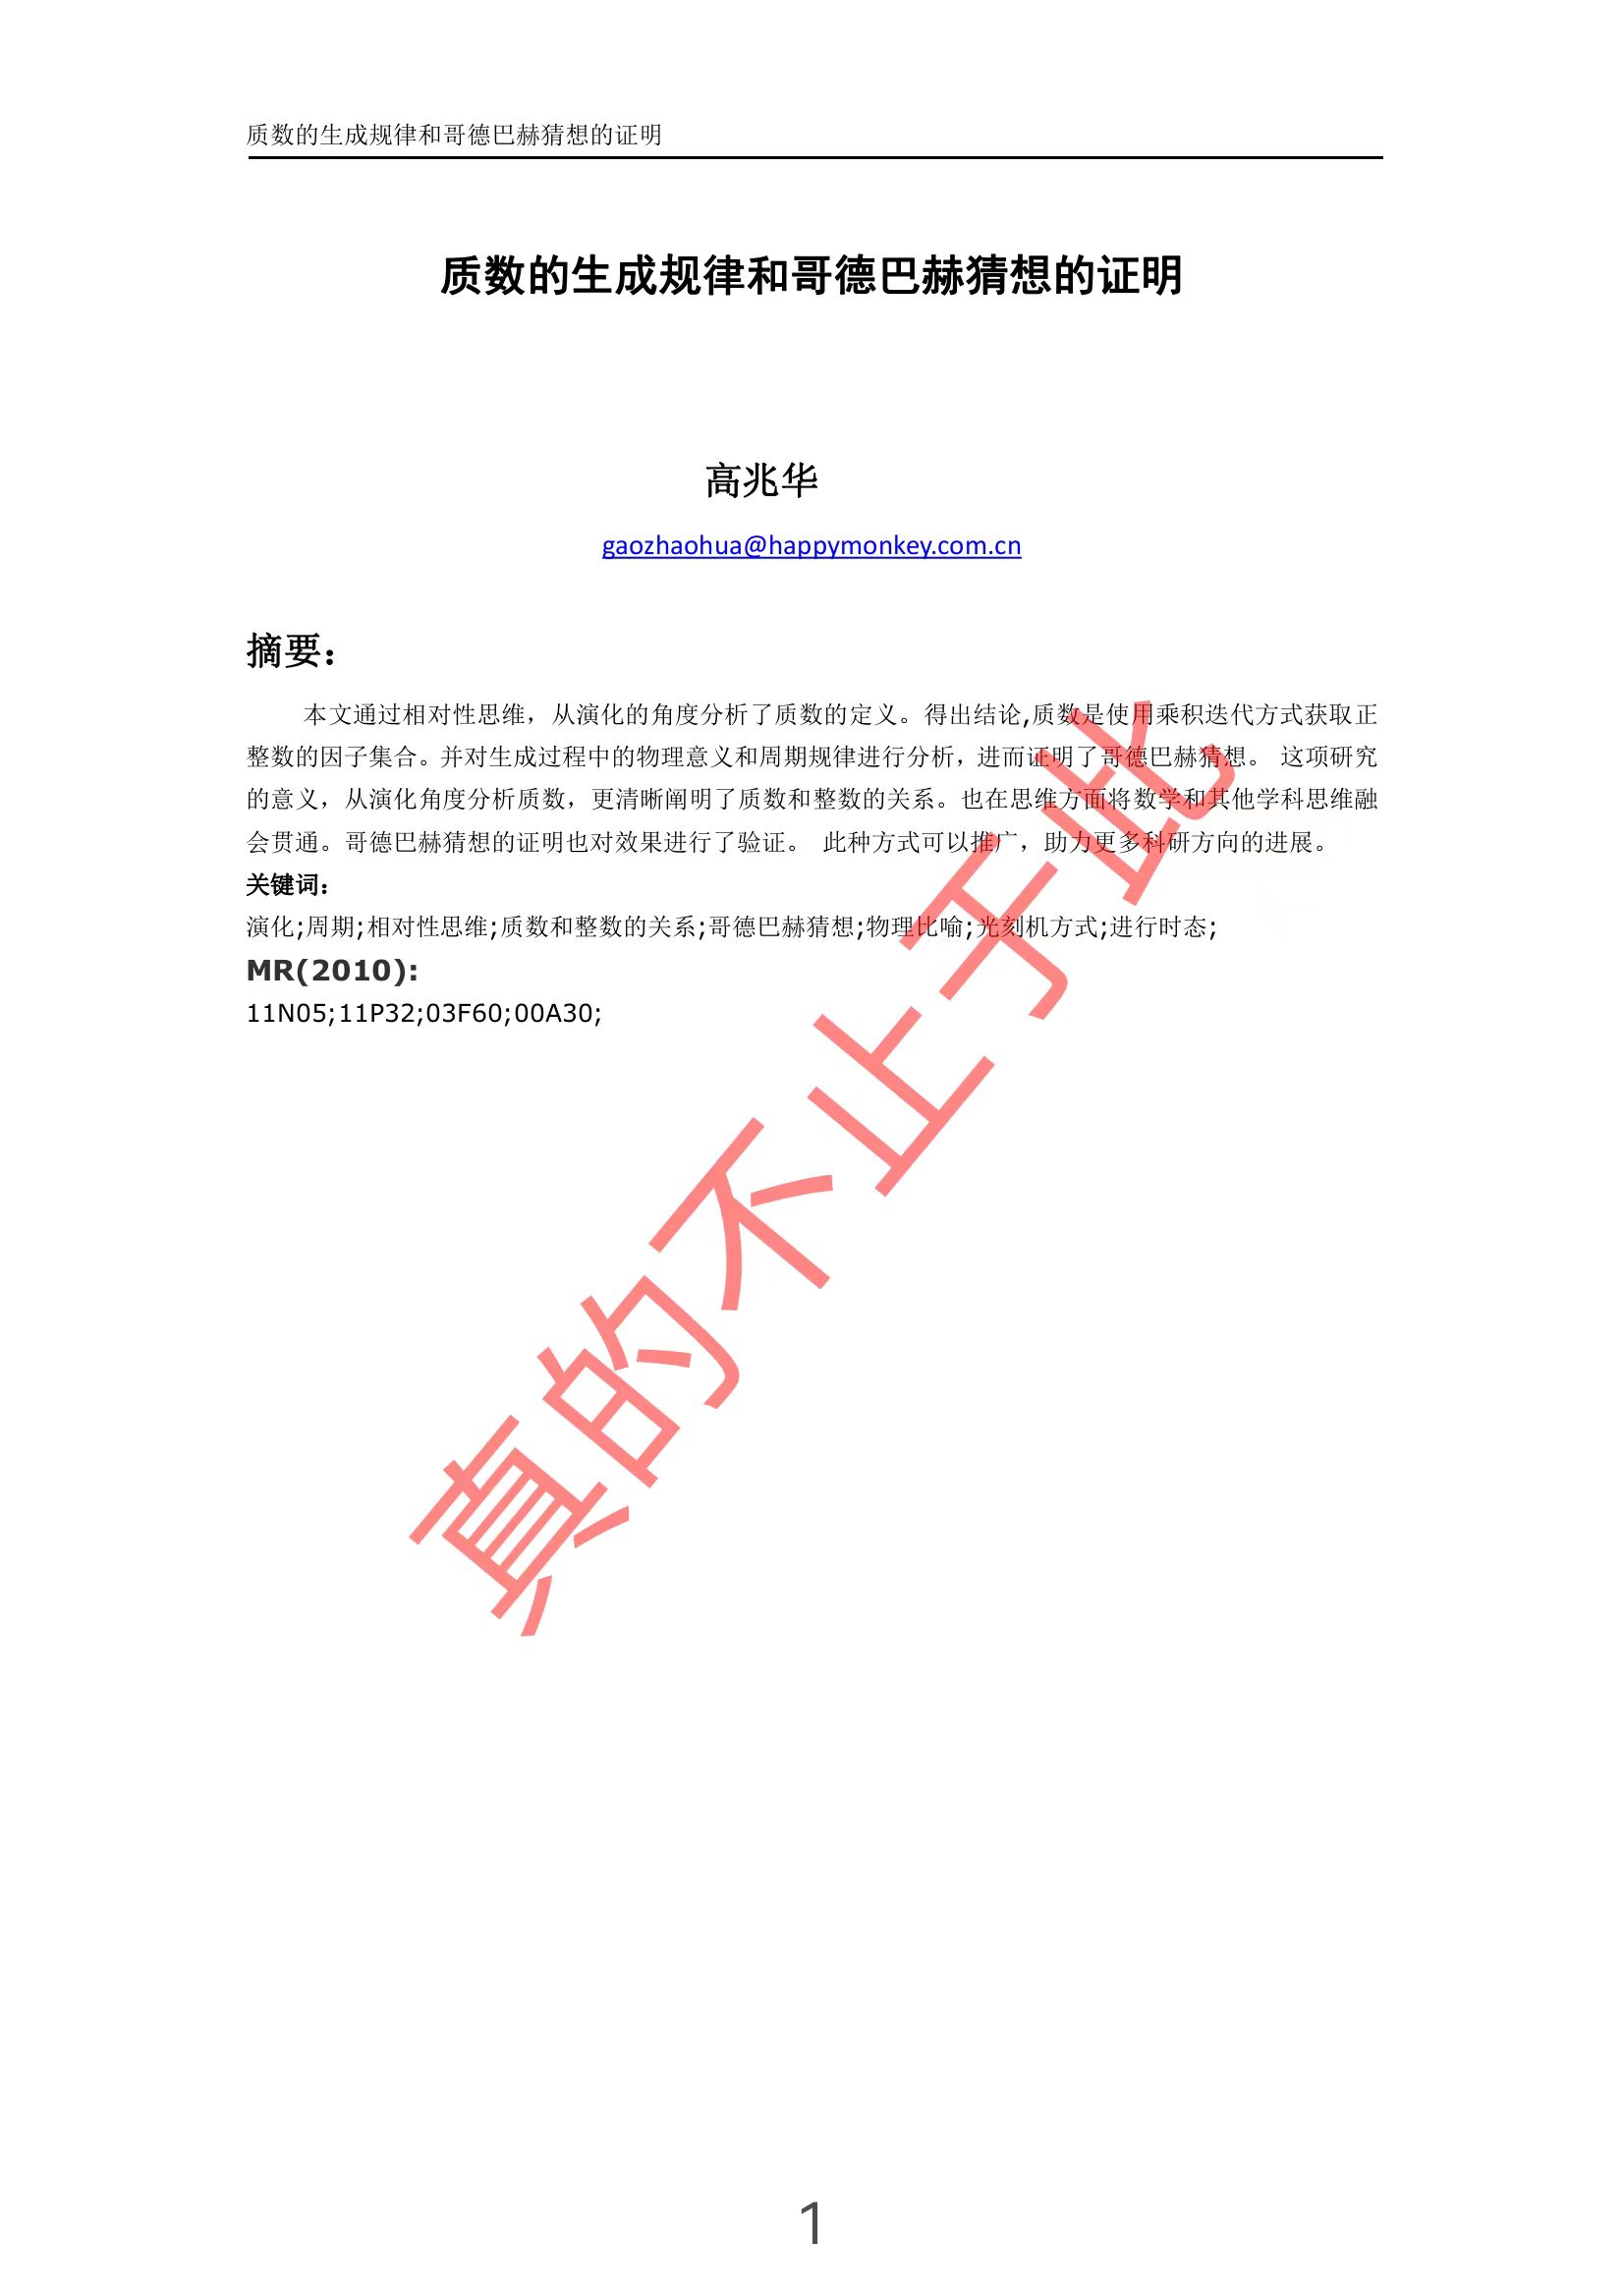 质数的生成规律和哥德巴赫猜想的证明
质数的生成规律和哥德巴赫猜想的证明
高兆华
gaozhaohua@happymonkey.com.cn
摘要：
本文通过相对性思维，从演化的角度分析了质数的定义。得出结论,质数是使用乘积迭代方式获取正
整数的因子集合。并对生成过程中的物理意义和周期规律进行分析，进而证明了哥德巴赫猜想。 这项研究
的意义，从演化角度分析质数，更清晰阐明了质数和整数的关系。也在思维方面将数学和其他学科思维融
会贯通。哥德巴赫猜想的证明也对效果进行了验证。 此种方式可以推广，助力更多科研方向的进展。
关键词：
演化;周期;相对性思维;质数和整数的关系;哥德巴赫猜想;物理比喻;光刻机方式;进行时态;
MR(2010):
11N05;11P32;03F60;00A30;
真的不止于此
1